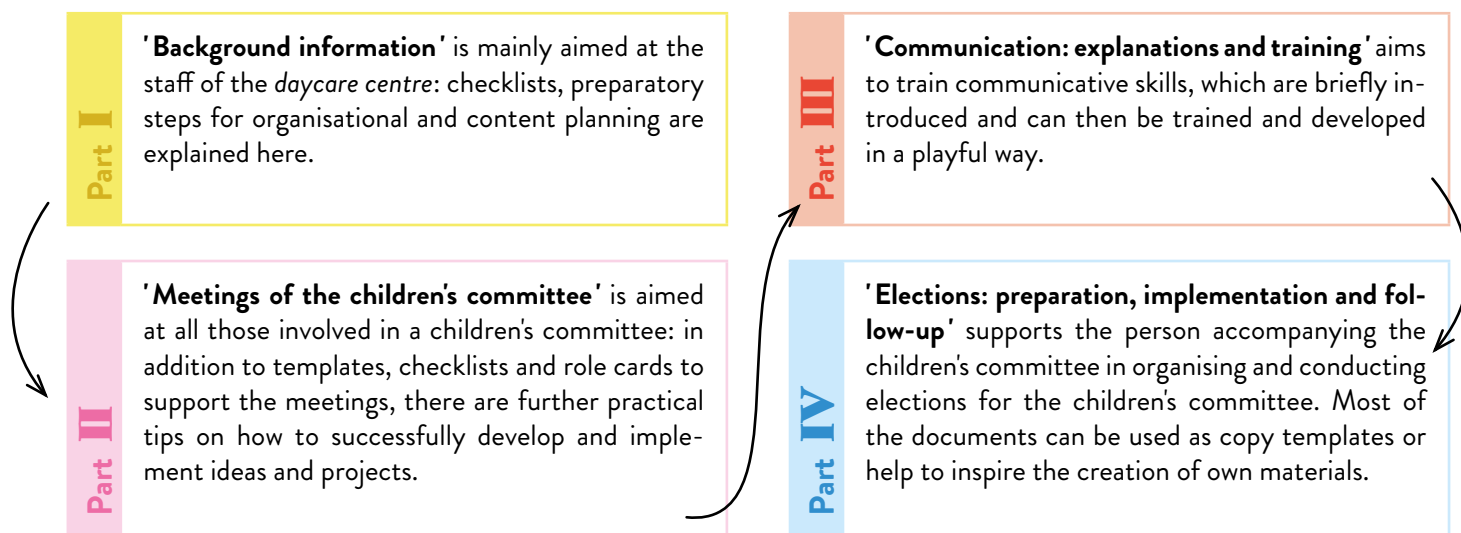 Part I
'Background information' is mainly aimed at the
staff of the daycare centre: checklists, preparatory
steps for organisational and content planning are
explained here.
Part II
'Meetings of the children's committee' is aimed
at all those involved in a children's committee: in
addition to templates, checklists and role cards to
support the meetings, there are further practical
tips on how to successfully develop and imple-
ment ideas and projects.
Part III
'Communication: explanations and training' aims
to train communicative skills, which are briefly in-
troduced and can then be trained and developed
in a playful way.
Part IV
'Elections: preparation, implementation and fol-
low-up' supports the person accompanying the
children's committee in organising and conducting
elections for the children's committee. Most of
the documents can be used as copy templates or
help to inspire the creation of own materials.